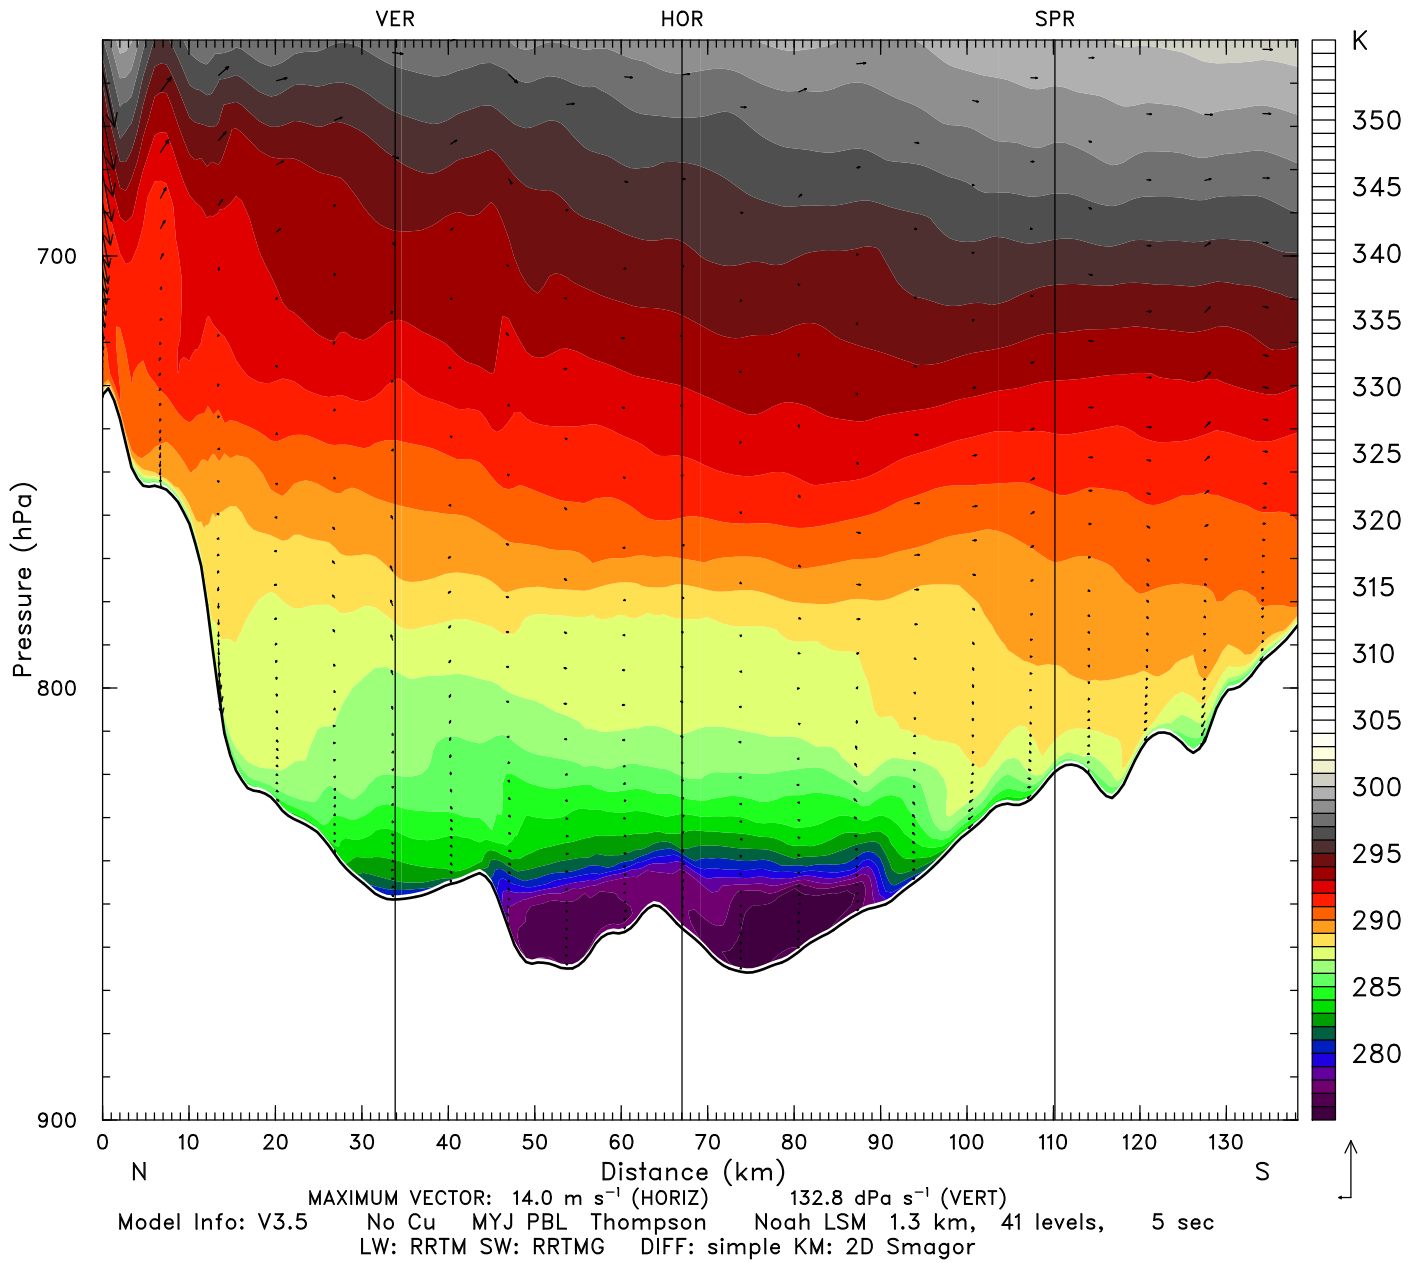 VER HOR SPR
K
350
345
340
335
330
325
320
315
310
305
300
295
290
285
280
Pressure (hPa)
700
800
900
0 10 20 30 40 50 60 70 80 90 100 110 120 130
N Distance (km) S
MAXIMUM VECTOR: 14.0 m s⁻¹ (HORIZ) 132.8 dPa s⁻¹ (VERT)
Model Info: V3.5 No Cu MYJ PBL Thompson Noah LSM 1.3 km, 41 levels, 5 sec
LW: RRTM SW: RRTMG DIFF: simple KM: 2D Smagor